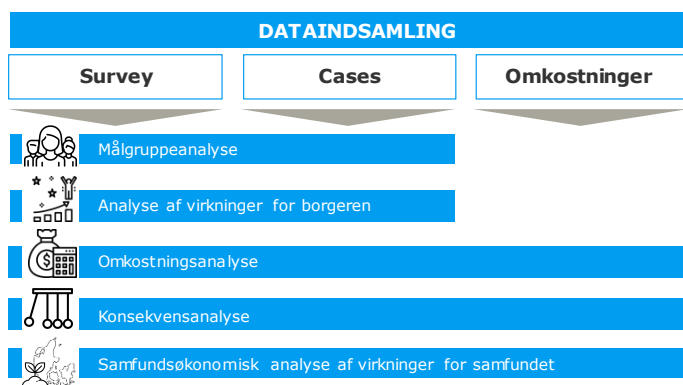 DATAINDSAMLING
Survey
Cases
Omkostninger
Målgruppeanalyse
Analyse af virkninger for borgeren
Omkostningsanalyse
Konsekvensanalyse
Samfundsøkonomisk analyse af virkninger for samfundet